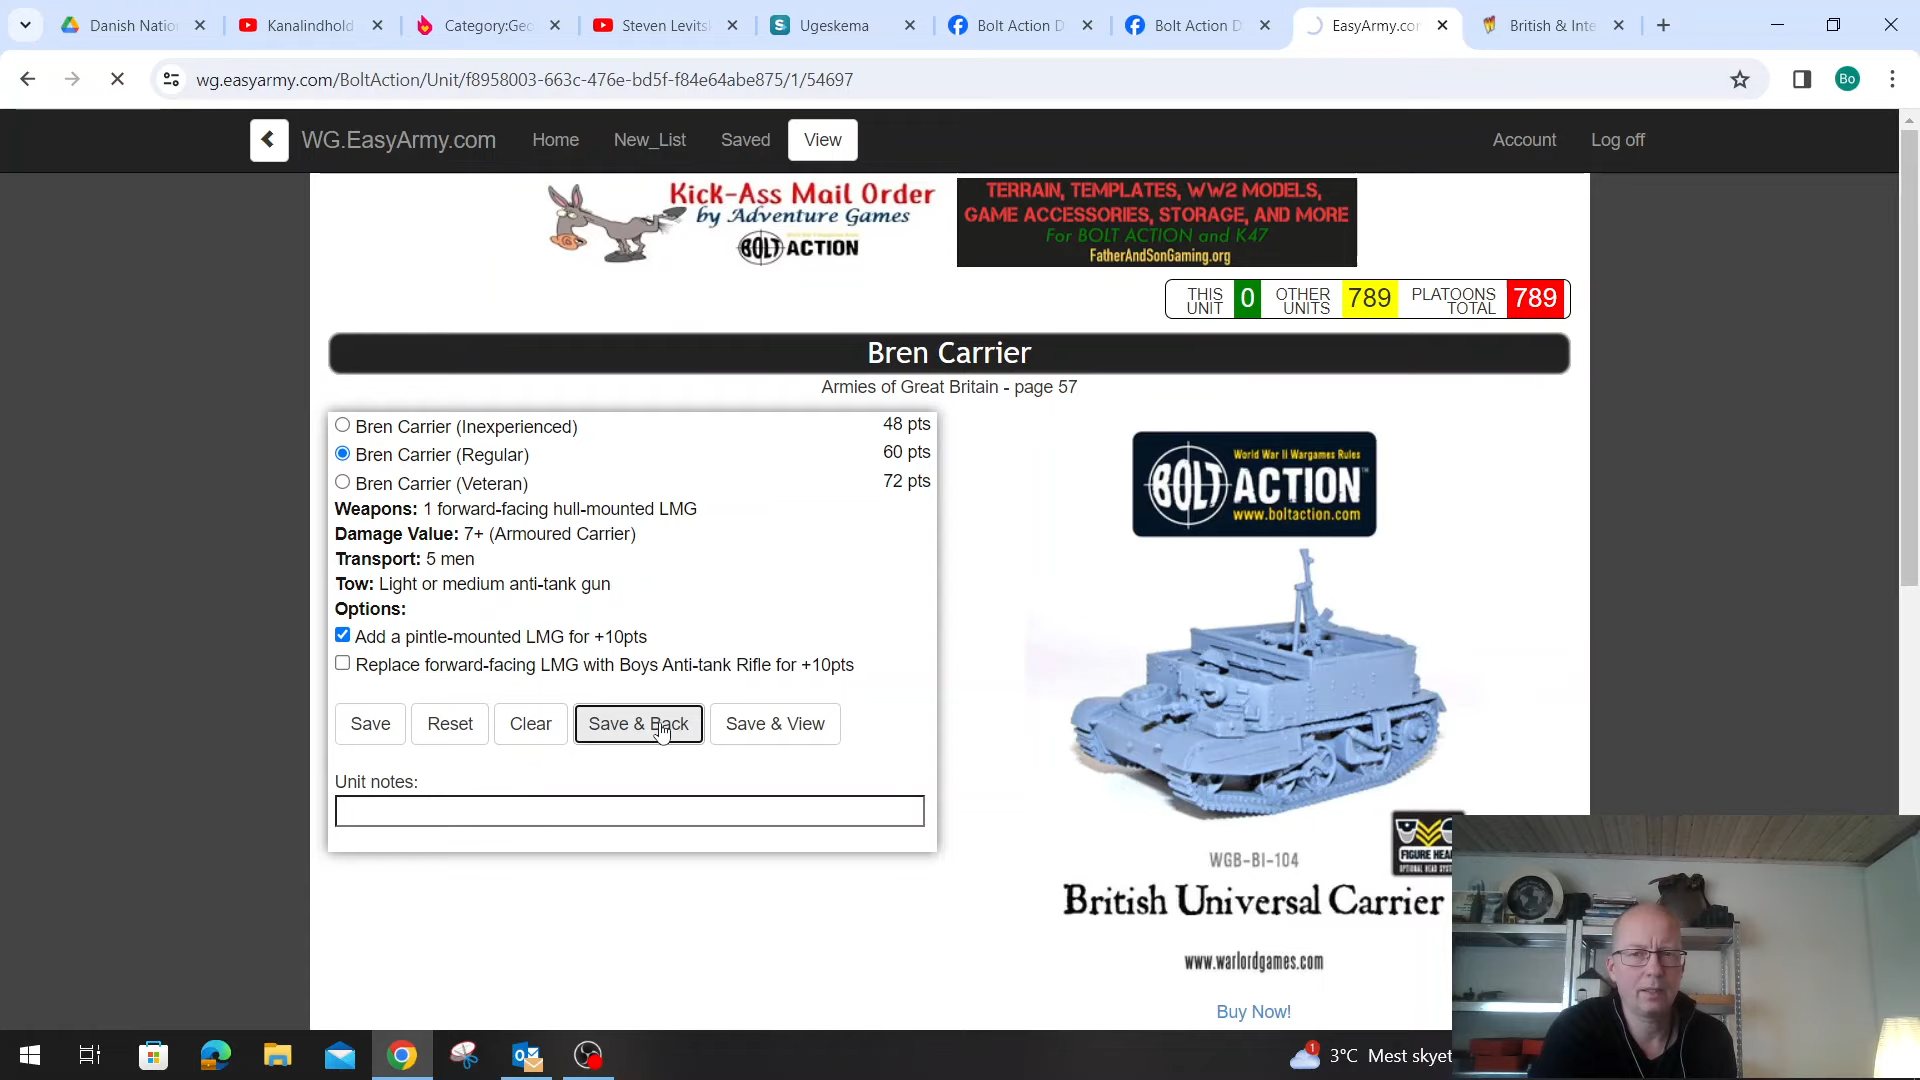 Danish Natio
Kanalindhold
Category:Geo
Steven Levits
Ugeskema
Bolt Action D
Bolt Action D
EasyArmy.co
British & Inte
wg.easyarmy.com/BoltAction/Unit/f8958003-663c-476e-bd5f-f84e64abe875/1/54697
Bo
WG.EasyArmy.com
Home
New_List
Saved
View
Account
Log off
Kick-Ass Mail Order
by Adventure Games
BOLT ACTION
TERRAIN, TEMPLATES, WW2 MODELS,
GAME ACCESSORIES, STORAGE, AND MORE
For BOLT ACTION and K47
FatherAndSonGaming.org
THIS UNIT 0 OTHER UNITS 789 PLATOONS TOTAL 789
Bren Carrier
Armies of Great Britain - page 57
Bren Carrier (Inexperienced) 48 pts
Bren Carrier (Regular) 60 pts
Bren Carrier (Veteran) 72 pts
Weapons: 1 forward-facing hull-mounted LMG
Damage Value: 7+ (Armoured Carrier)
Transport: 5 men
Tow: Light or medium anti-tank gun
Options:
Add a pintle-mounted LMG for +10pts
Replace forward-facing LMG with Boys Anti-tank Rifle for +10pts
Save
Reset
Clear
Save & Back
Save & View
Unit notes:
World War II Wargames Rules
BOLT ACTION
www.boltaction.com
FIGURE HEA
WGB-BI-104
British Universal Carrier
www.warlordgames.com
Buy Now!
1
3°C Mest skyet